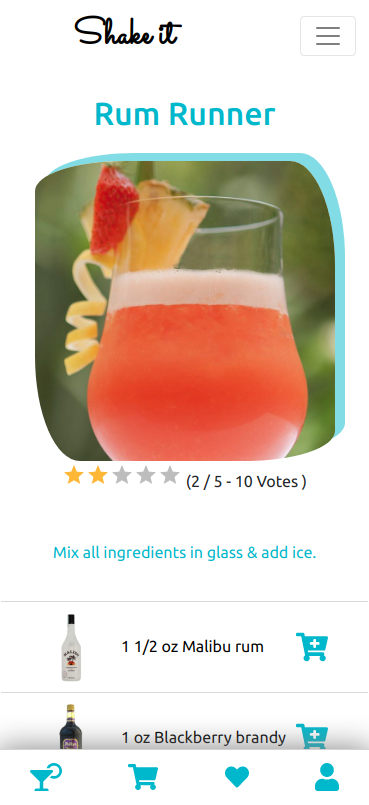 Shake it
Rum Runner
(2 / 5 - 10 Votes )
Mix all ingredients in glass & add ice.
MALIBU
1 1/2 oz Malibu rum
1 oz Blackberry brandy